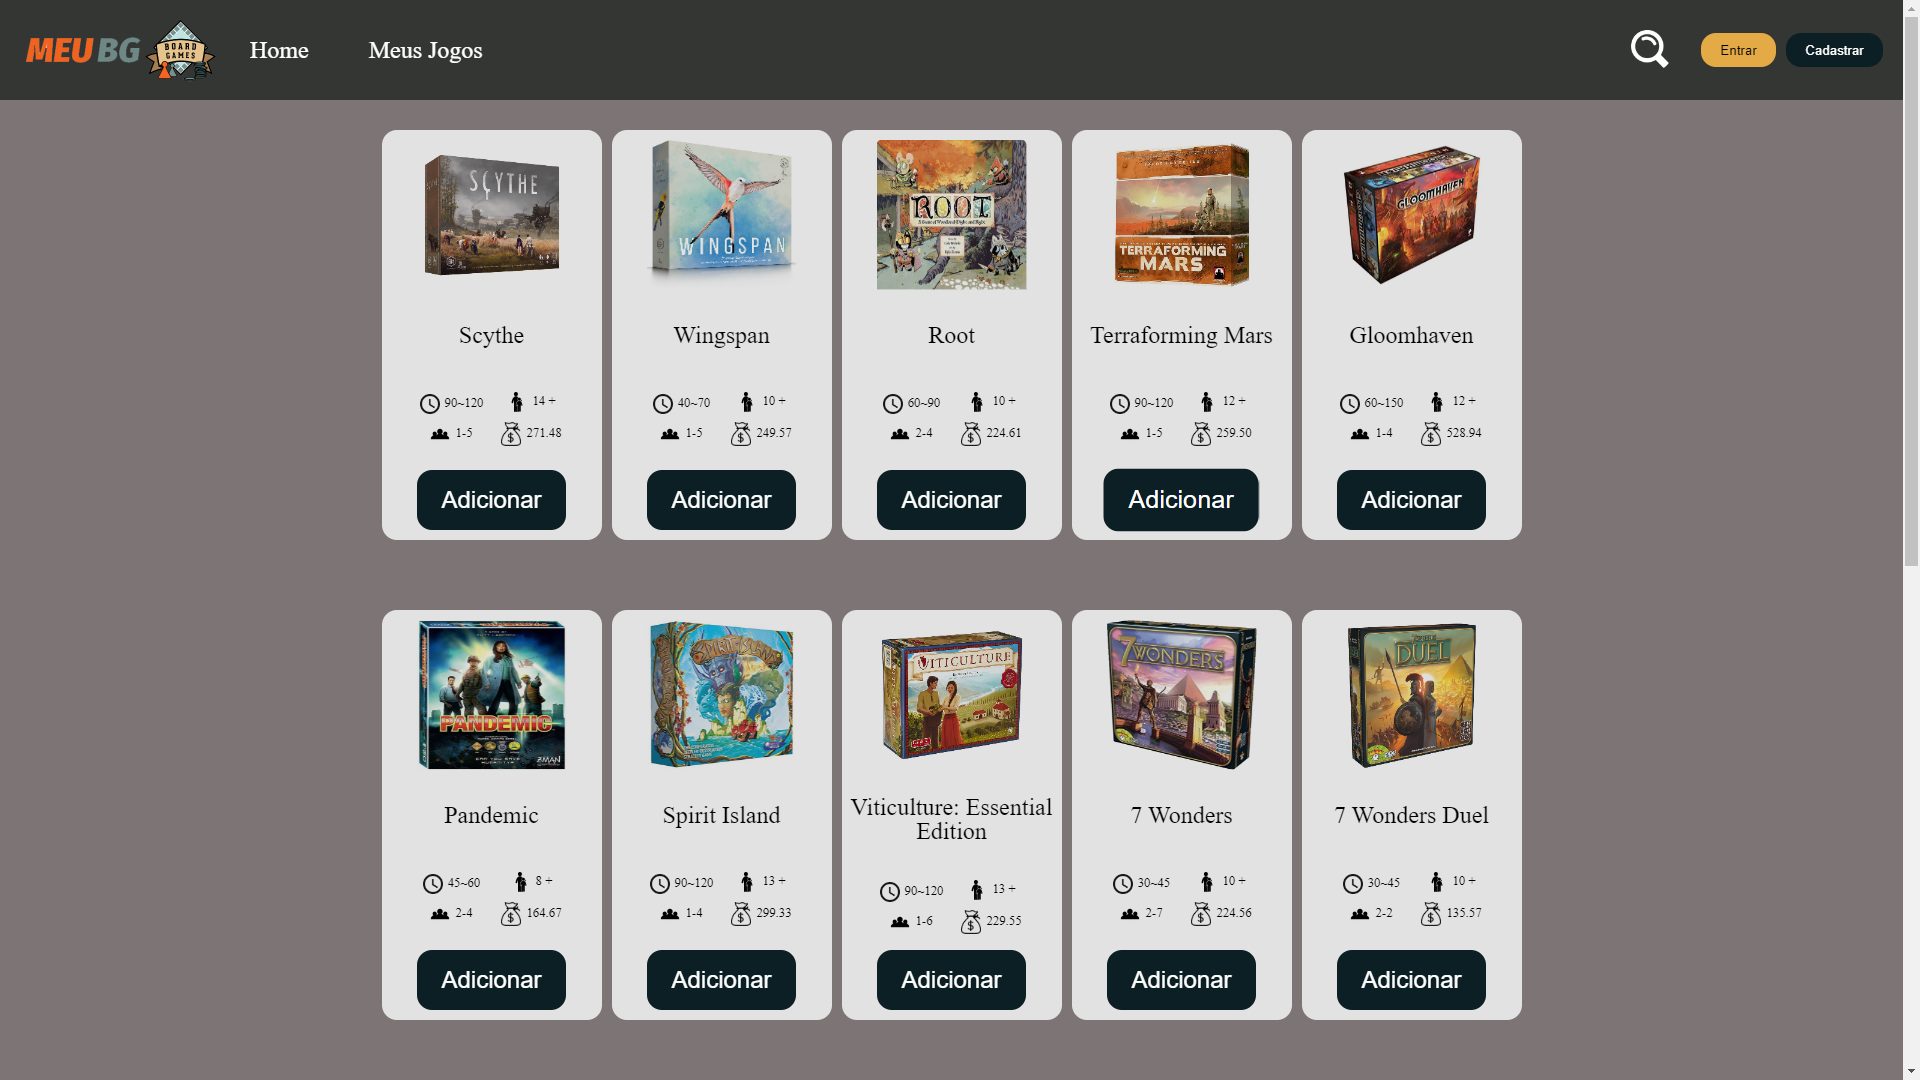 MEU BG
BOARD
GAMES
Home
Meus Jogos
Entrar
Cadastrar
SCYTHE
WINGSPAN
ROOT
TERRAFORMING
MARS
GLOOMHAVEN
Scythe
Wingspan
Root
Terraforming Mars
Gloomhaven
90~120 14 +
1-5 271.48
40~70 10 +
1-5 249.57
60~90 10 +
2-4 224.61
90~120 12 +
1-5 259.50
60~150 12 +
1-4 528.94
Adicionar
Adicionar
Adicionar
Adicionar
Adicionar
PANDEMIC
Z-MAN
SPIRIT ISLAND
VITICULTURE
7 WONDERS
DUEL
Pandemic
Spirit Island
Viticulture: Essential
Edition
7 Wonders
7 Wonders Duel
45~60 8 +
2-4 164.67
90~120 13 +
1-4 299.33
90~120 13 +
1-6 229.55
30~45 10 +
2-7 224.56
30~45 10 +
2-2 135.57
Adicionar
Adicionar
Adicionar
Adicionar
Adicionar